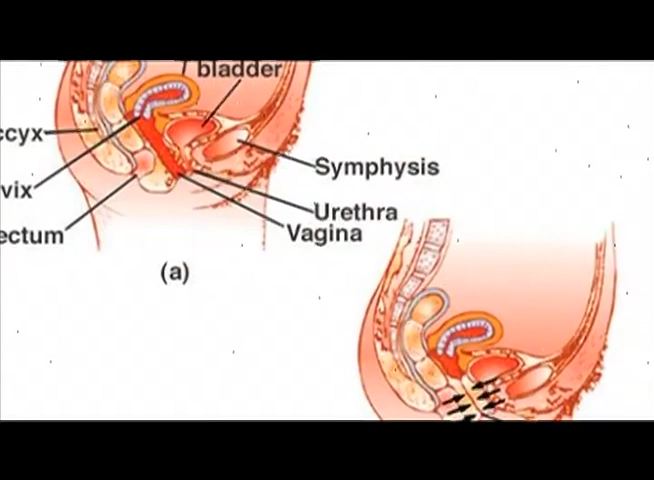 bladder
ccyx
Symphysis
vix
Urethra
ectum
Vagina
(a)